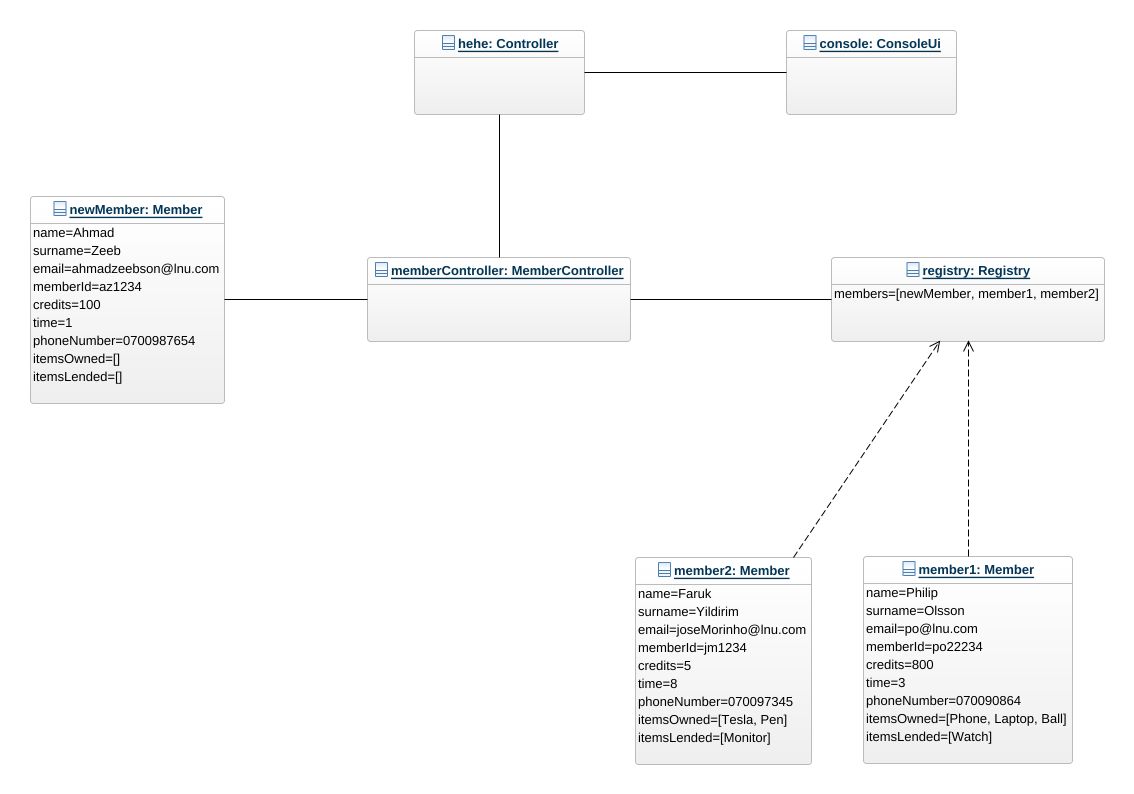 hehe: Controller
console: ConsoleUi
newMember: Member
name=Ahmad
surname=Zeeb
email=ahmadzeebson@lnu.com
memberId=az1234
credits=100
time=1
phoneNumber=0700987654
itemsOwned=[]
itemsLended=[]
memberController: MemberController
registry: Registry
members=[newMember, member1, member2]
member2: Member
name=Faruk
surname=Yildirim
email=joseMorinho@lnu.com
memberId=jm1234
credits=5
time=8
phoneNumber=070097345
itemsOwned=[Tesla, Pen]
itemsLended=[Monitor]
member1: Member
name=Philip
surname=Olsson
email=po@lnu.com
memberId=po22234
credits=800
time=3
phoneNumber=070090864
itemsOwned=[Phone, Laptop, Ball]
itemsLended=[Watch]